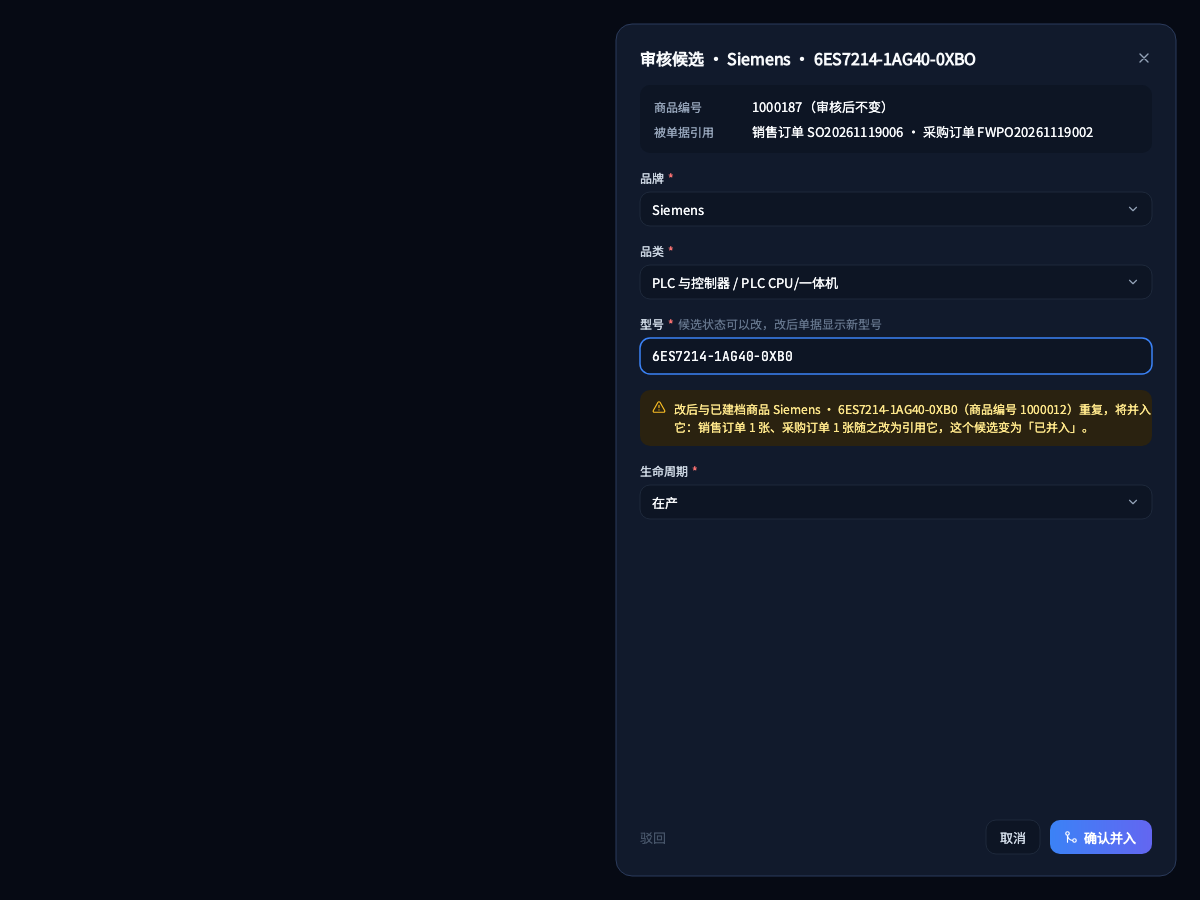 审核候选 · Siemens · 6ES7214-1AG40-0XBO
商品编号 1000187（审核后不变）
被单据引用 销售订单 SO20261119006 · 采购订单 FWPO20261119002
品牌 *
Siemens
品类 *
PLC 与控制器 / PLC CPU/一体机
型号 * 候选状态可以改，改后单据显示新型号
6ES7214-1AG40-0XB0
改后与已建档商品 Siemens · 6ES7214-1AG40-0XB0（商品编号 1000012）重复，将并入
它：销售订单 1 张、采购订单 1 张随之改为引用它，这个候选变为「已并入」。
生命周期 *
在产
驳回
取消
确认并入